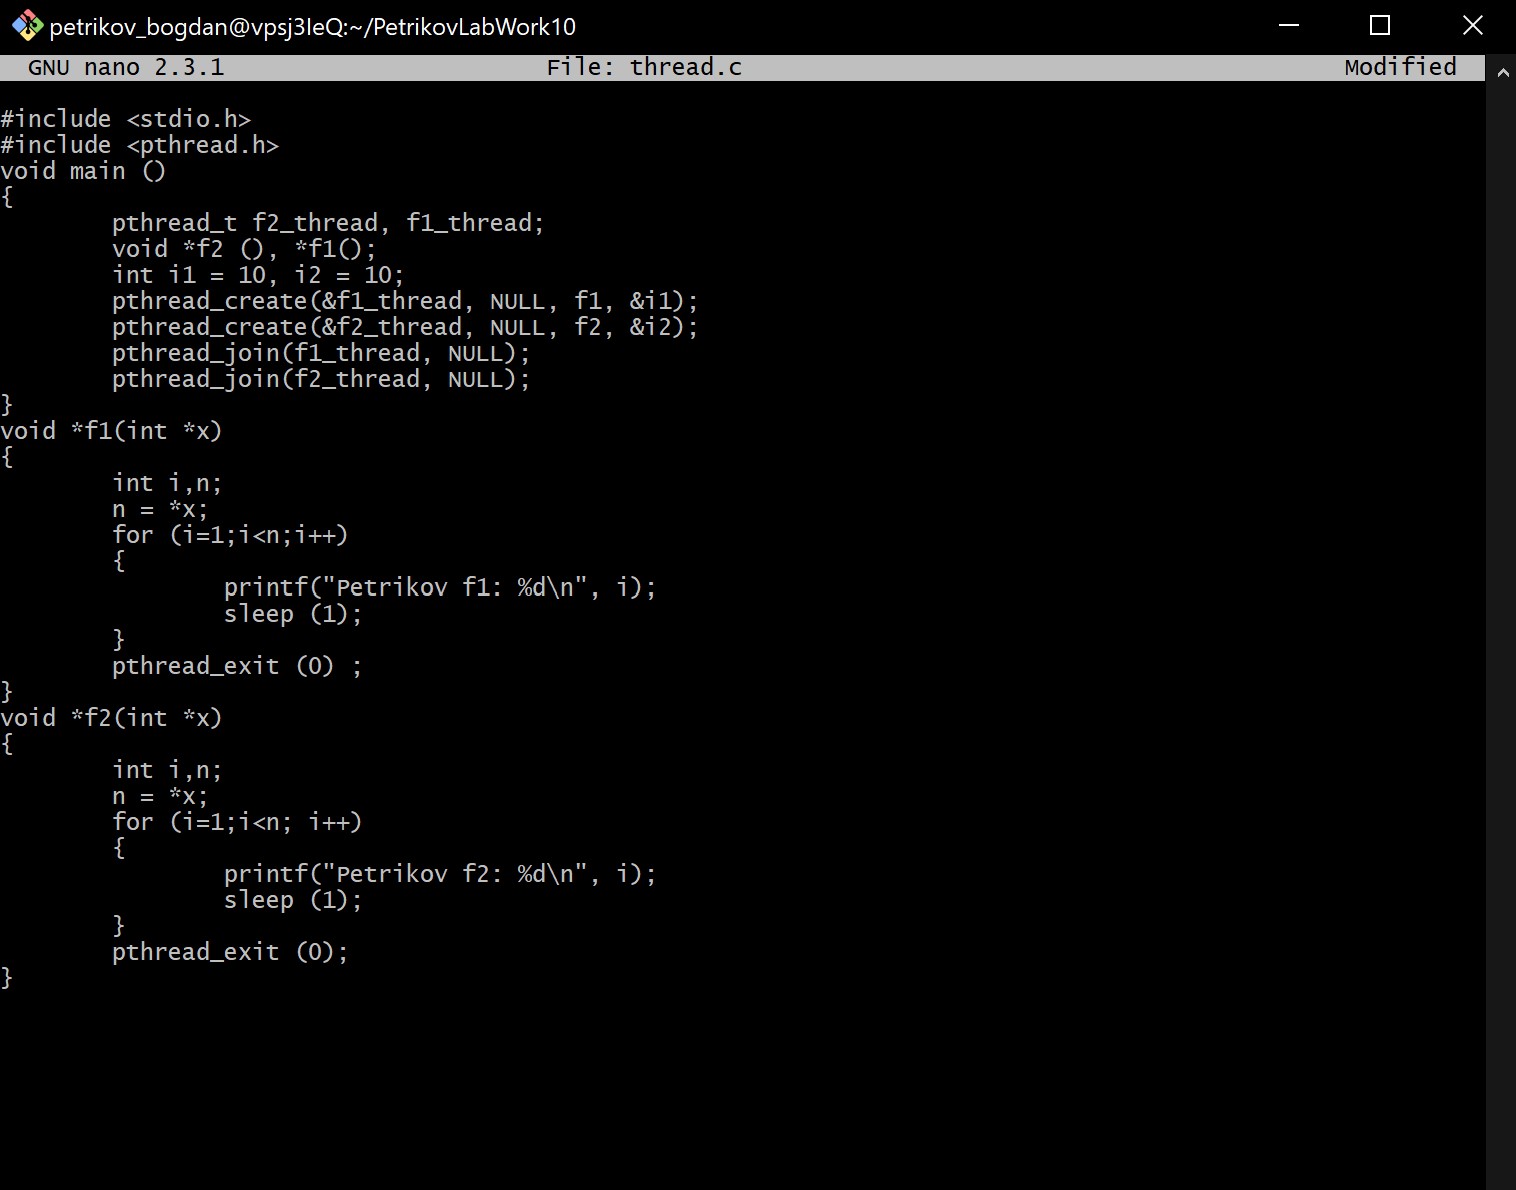 petrikov_bogdan@vpsj3IeQ:~/PetrikovLabWork10
GNU nano 2.3.1 File: thread.c Modified
#include <stdio.h>
#include <pthread.h>
void main ()
{
        pthread_t f2_thread, f1_thread;
        void *f2 (), *f1();
        int i1 = 10, i2 = 10;
        pthread_create(&f1_thread, NULL, f1, &i1);
        pthread_create(&f2_thread, NULL, f2, &i2);
        pthread_join(f1_thread, NULL);
        pthread_join(f2_thread, NULL);
}
void *f1(int *x)
{
        int i,n;
        n = *x;
        for (i=1;i<n;i++)
        {
                printf("Petrikov f1: %d\n", i);
                sleep (1);
        }
        pthread_exit (0) ;
}
void *f2(int *x)
{
        int i,n;
        n = *x;
        for (i=1;i<n; i++)
        {
                printf("Petrikov f2: %d\n", i);
                sleep (1);
        }
        pthread_exit (0);
}